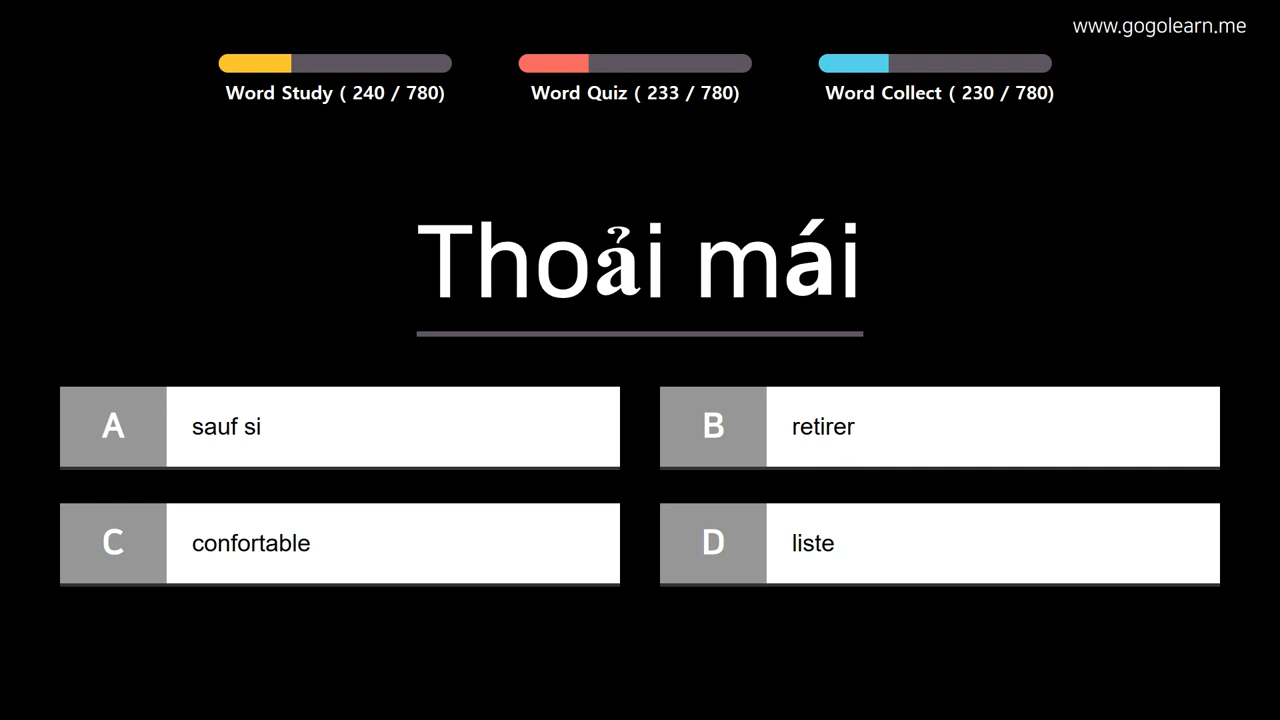 www.gogolearn.me
Word Study ( 240 / 780)
Word Quiz ( 233 / 780)
Word Collect ( 230 / 780)
Thoải mái
A sauf si
B retirer
C confortable
D liste